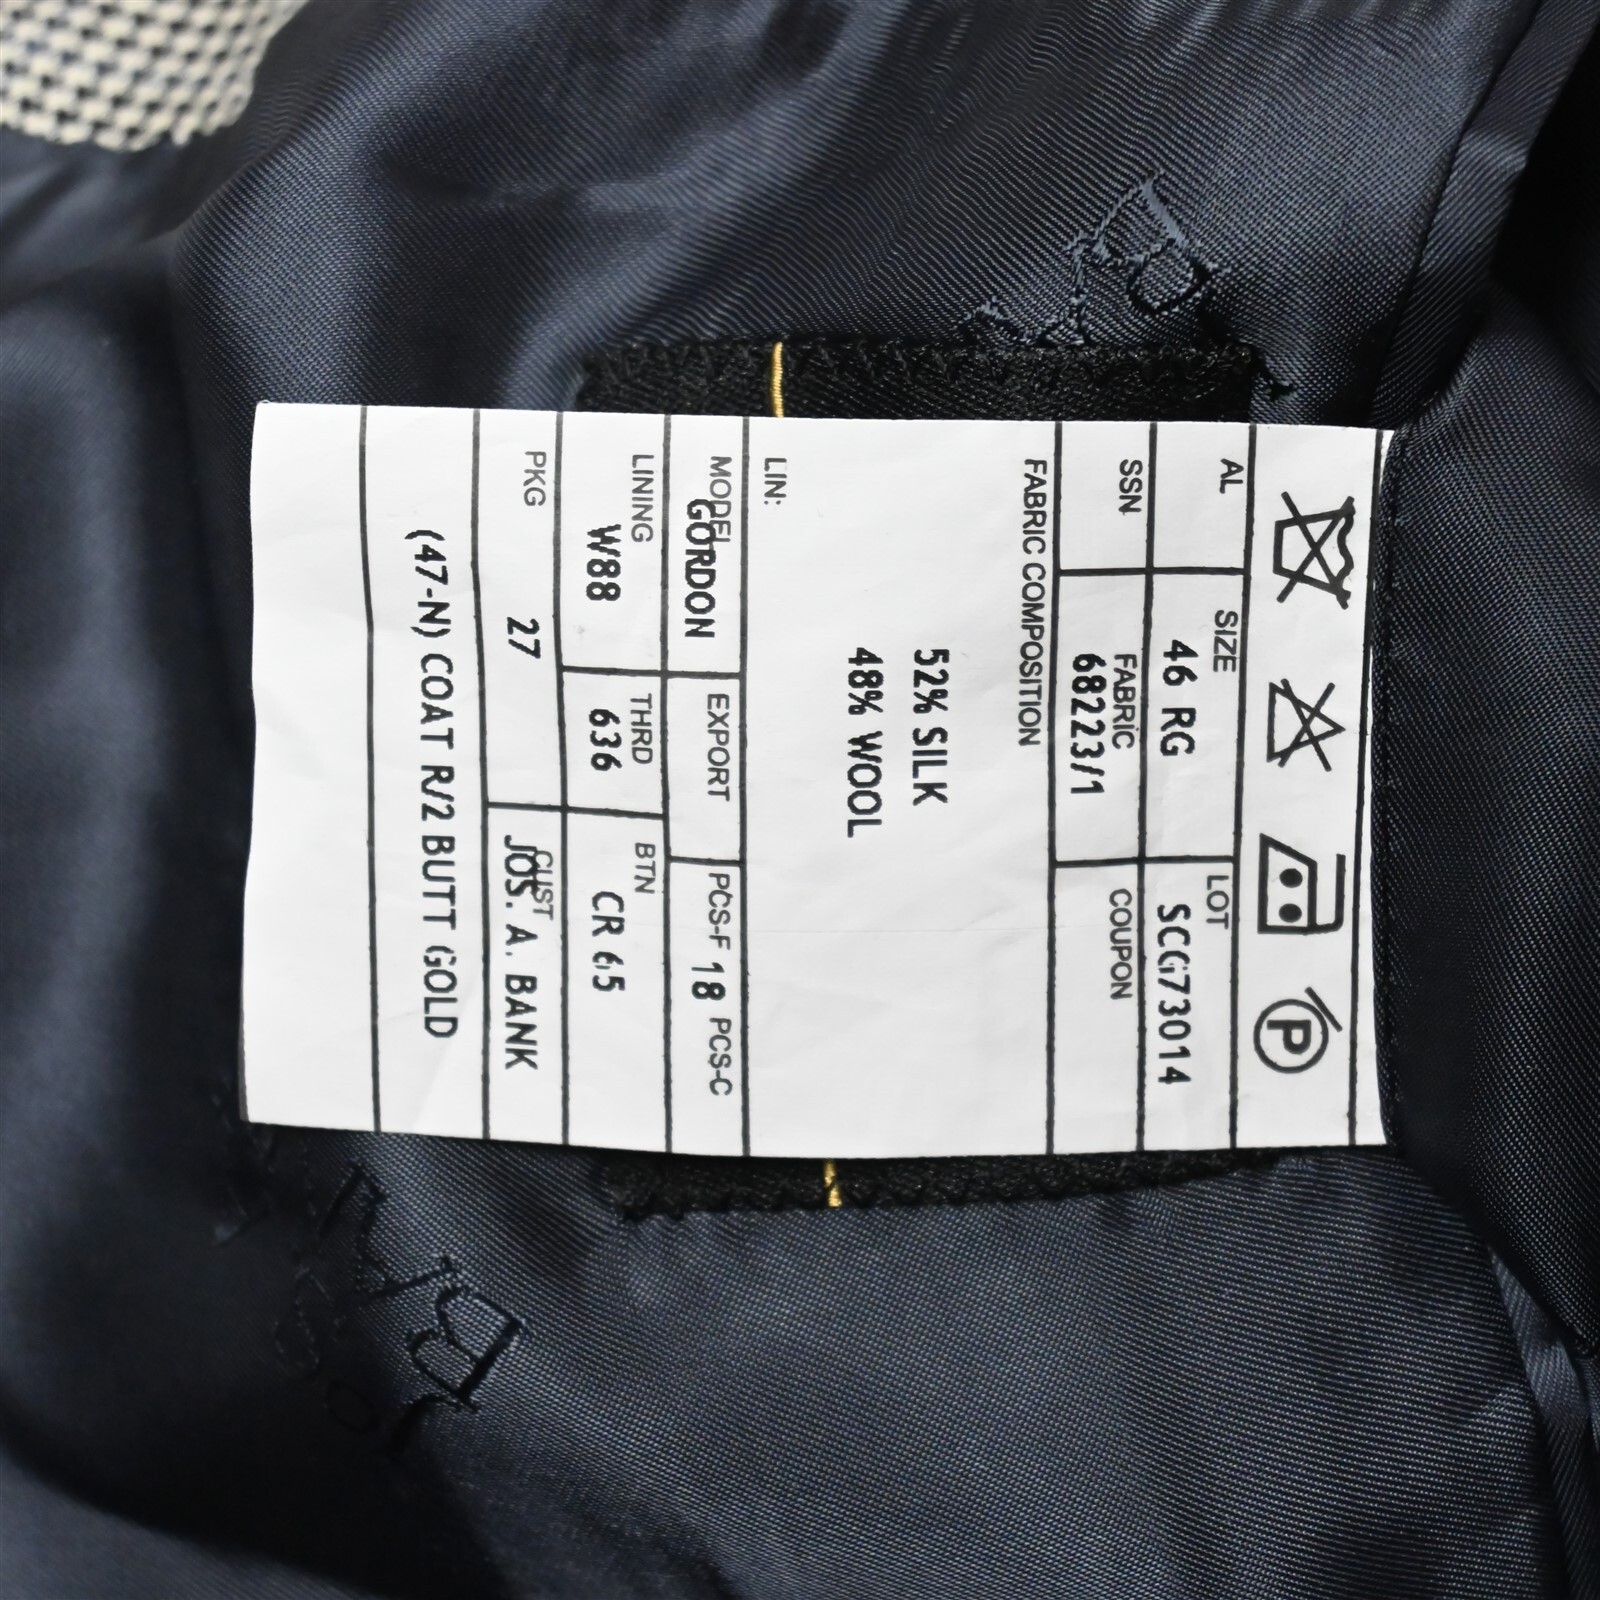 P
AL SIZE LOT
46 RG SCG73014
SSN FABRIC COUPON
68223/1
FABRIC COMPOSITION
52% SILK
48% WOOL
LIN:
MODEL EXPORT PCS-F 18 PCS-C
GORDON
LINING THRD BTN
W88 636 CR 65
PKG CUST
27 JOS. A. BANK
(47-N) COAT R/2 BUTT GOLD